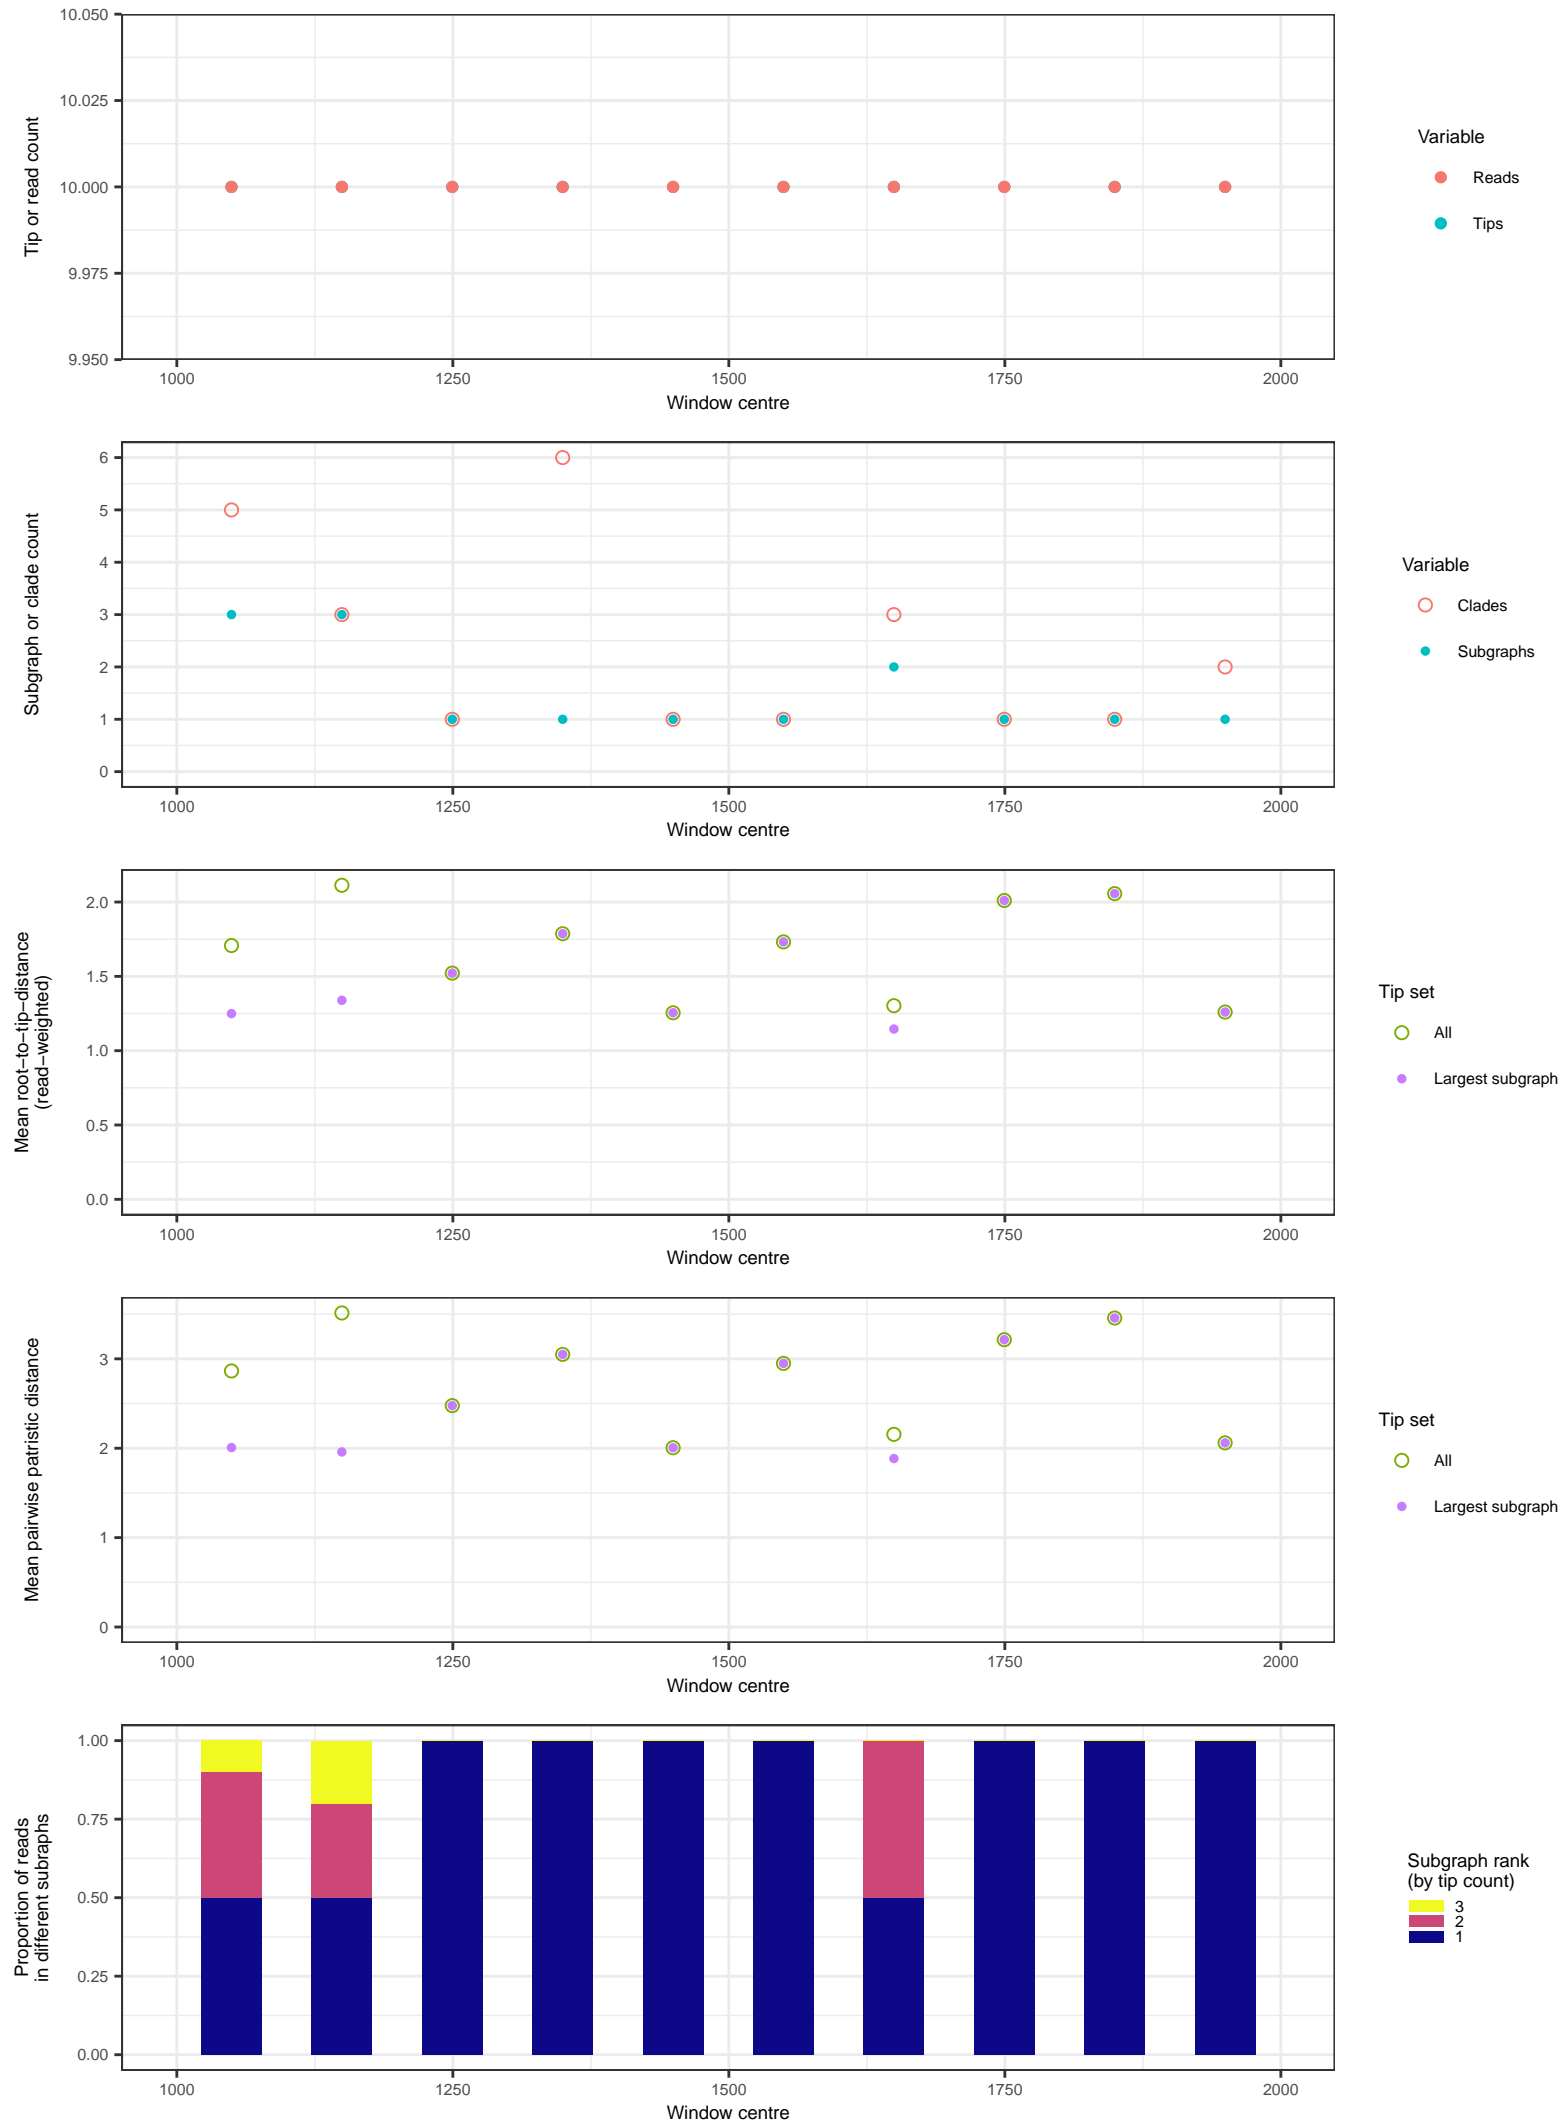 10.050
10.025
10.000
9.975
9.950
Tip or read count
1000 1250 1500 1750 2000
Window centre
Variable
Reads
Tips
6
5
4
3
2
1
0
Subgraph or clade count
1000 1250 1500 1750 2000
Window centre
Variable
Clades
Subgraphs
2.0
1.5
1.0
0.5
0.0
Mean root−to−tip−distance
(read−weighted)
1000 1250 1500 1750 2000
Window centre
Tip set
All
Largest subgraph
3
2
1
0
Mean pairwise patristic distance
1000 1250 1500 1750 2000
Window centre
Tip set
All
Largest subgraph
1.00
0.75
0.50
0.25
0.00
Proportion of reads
in different subraphs
1000 1250 1500 1750 2000
Window centre
Subgraph rank
(by tip count)
3
2
1